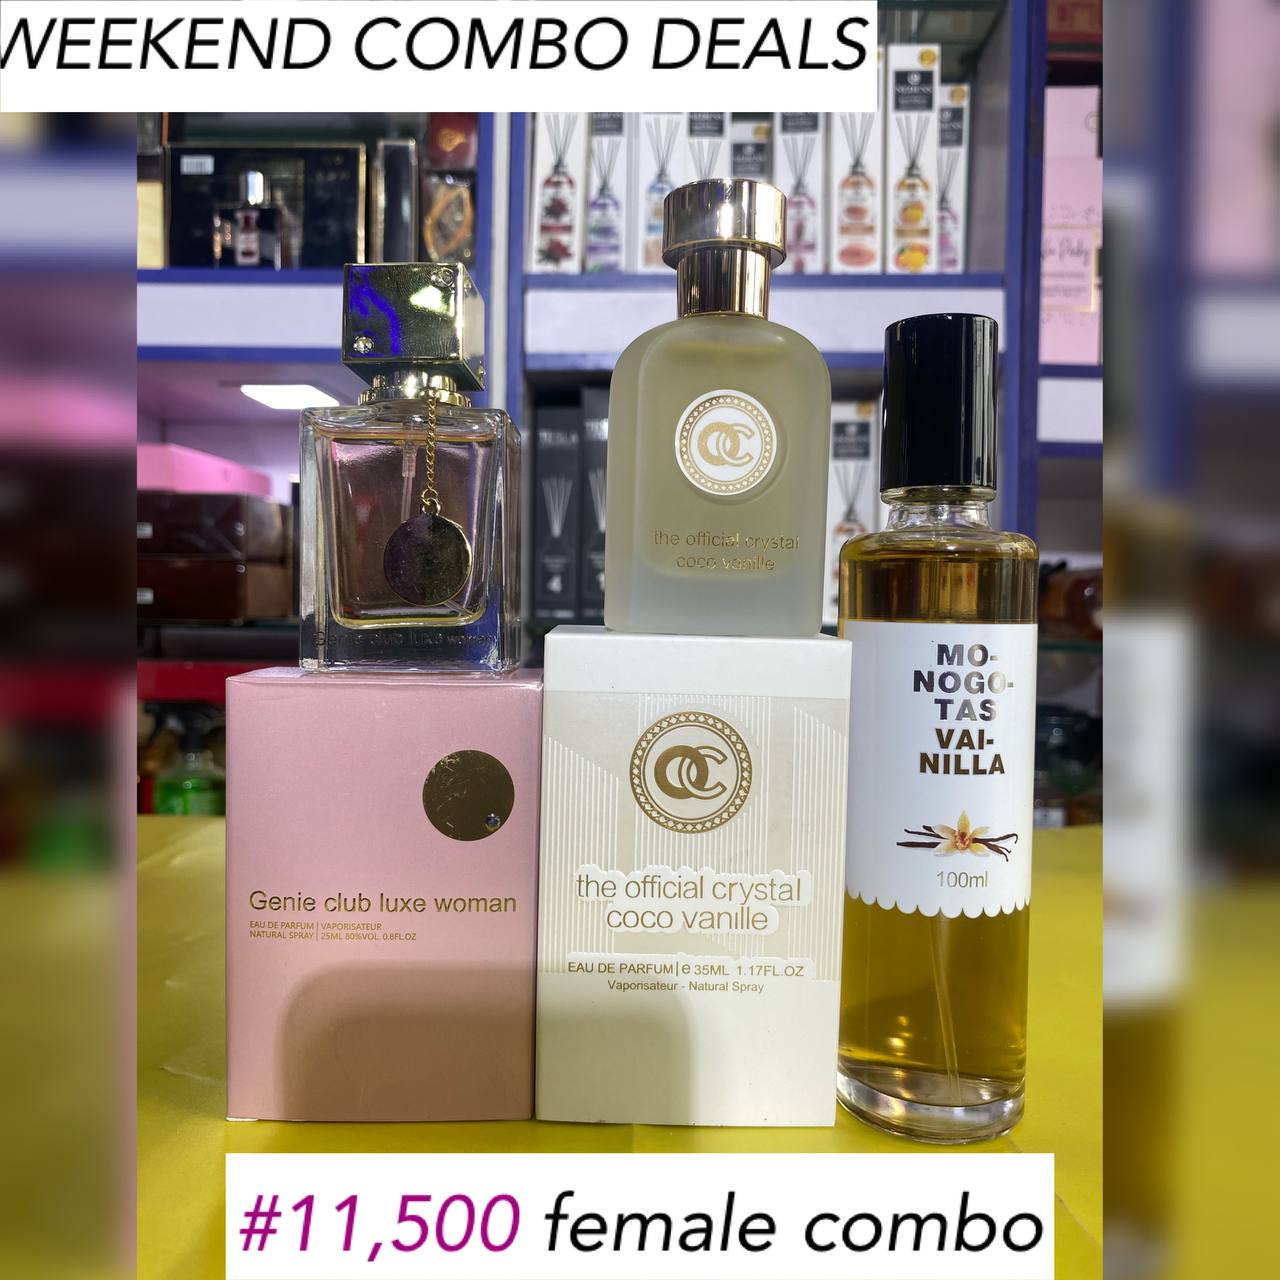 WEEKEND COMBO DEALS
the official crystal
coco vanille
Genie club luxe woman
MO-
NOGO-
TAS
VAI-
NILLA
100ml
OC
the official crystal
coco vanille
EAU DE PARFUM|e 35ML 1.17FL.OZ
Vaporisateur - Natural Spray
Genie club luxe woman
EAU DE PARFUM | VAPORISATEUR
NATURAL SPRAY | 25ML 80%VOL 0.8FL.OZ
#11,500 female combo